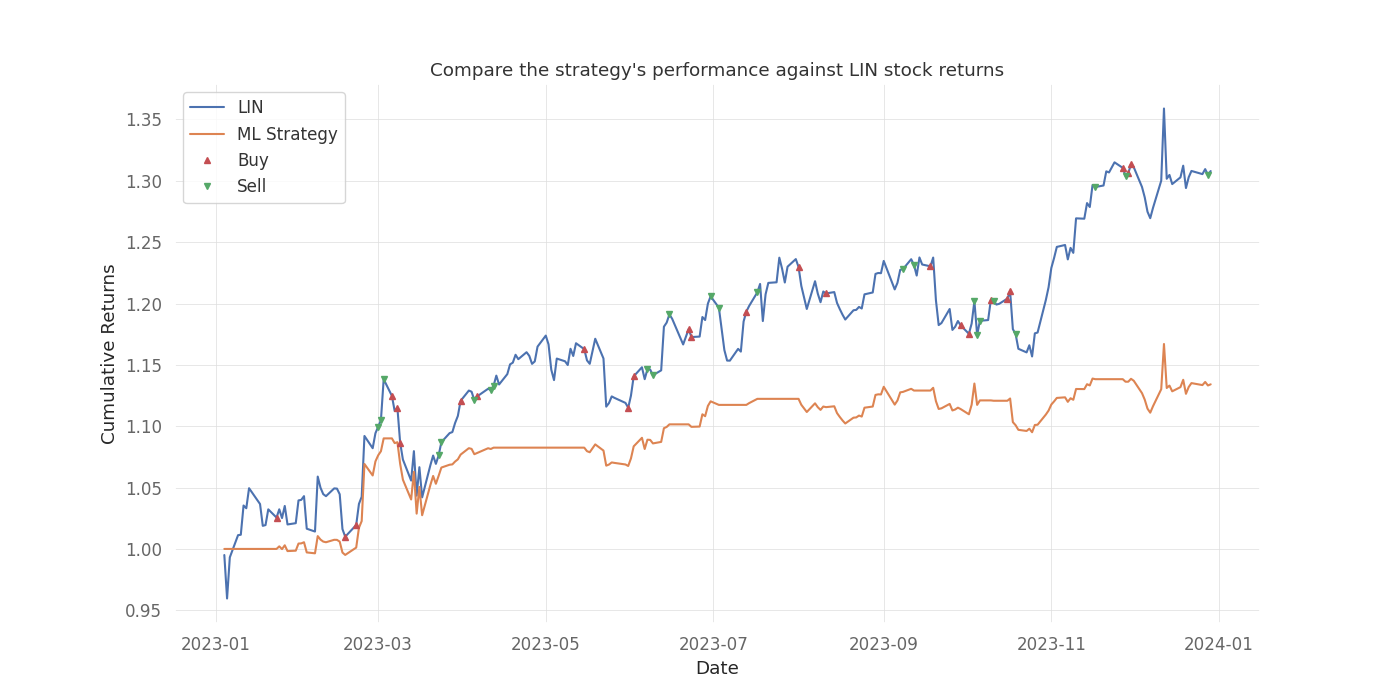 Compare the strategy's performance against LIN stock returns
LIN
ML Strategy
Buy
Sell
Cumulative Returns
1.35
1.30
1.25
1.20
1.15
1.10
1.05
1.00
0.95
2023-01
2023-03
2023-05
2023-07
2023-09
2023-11
2024-01
Date